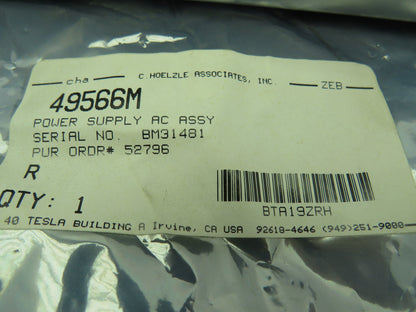 cha C.HOELZLE ASSOCIATES, INC. ZEB
49566M
POWER SUPPLY AC ASSY
SERIAL NO. BM31481
PUR ORDR# 52796
R
QTY: 1
BTA19ZRH
40 TESLA BUILDING A Irvine, CA USA 92618-4646 (949)251-9000